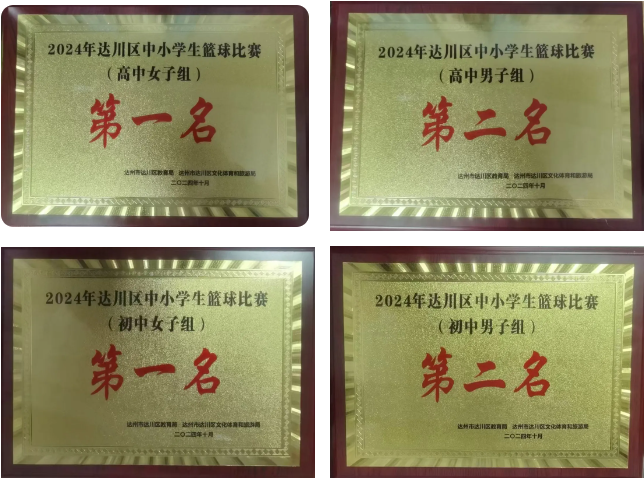 2024年达川区中小学生篮球比赛
（高中女子组）
第一名
达州市达川区教育局 达州市达川区文化体育和旅游局
二〇二四年十月
2024年达川区中小学生篮球比赛
（高中男子组）
第二名
达州市达川区教育局 达州市达川区文化体育和旅游局
二〇二四年十月
2024年达川区中小学生篮球比赛
（初中女子组）
第一名
达州市达川区教育局 达州市达川区文化体育和旅游局
二〇二四年十月
2024年达川区中小学生篮球比赛
（初中男子组）
第二名
达州市达川区教育局 达州市达川区文化体育和旅游局
二〇二四年十月